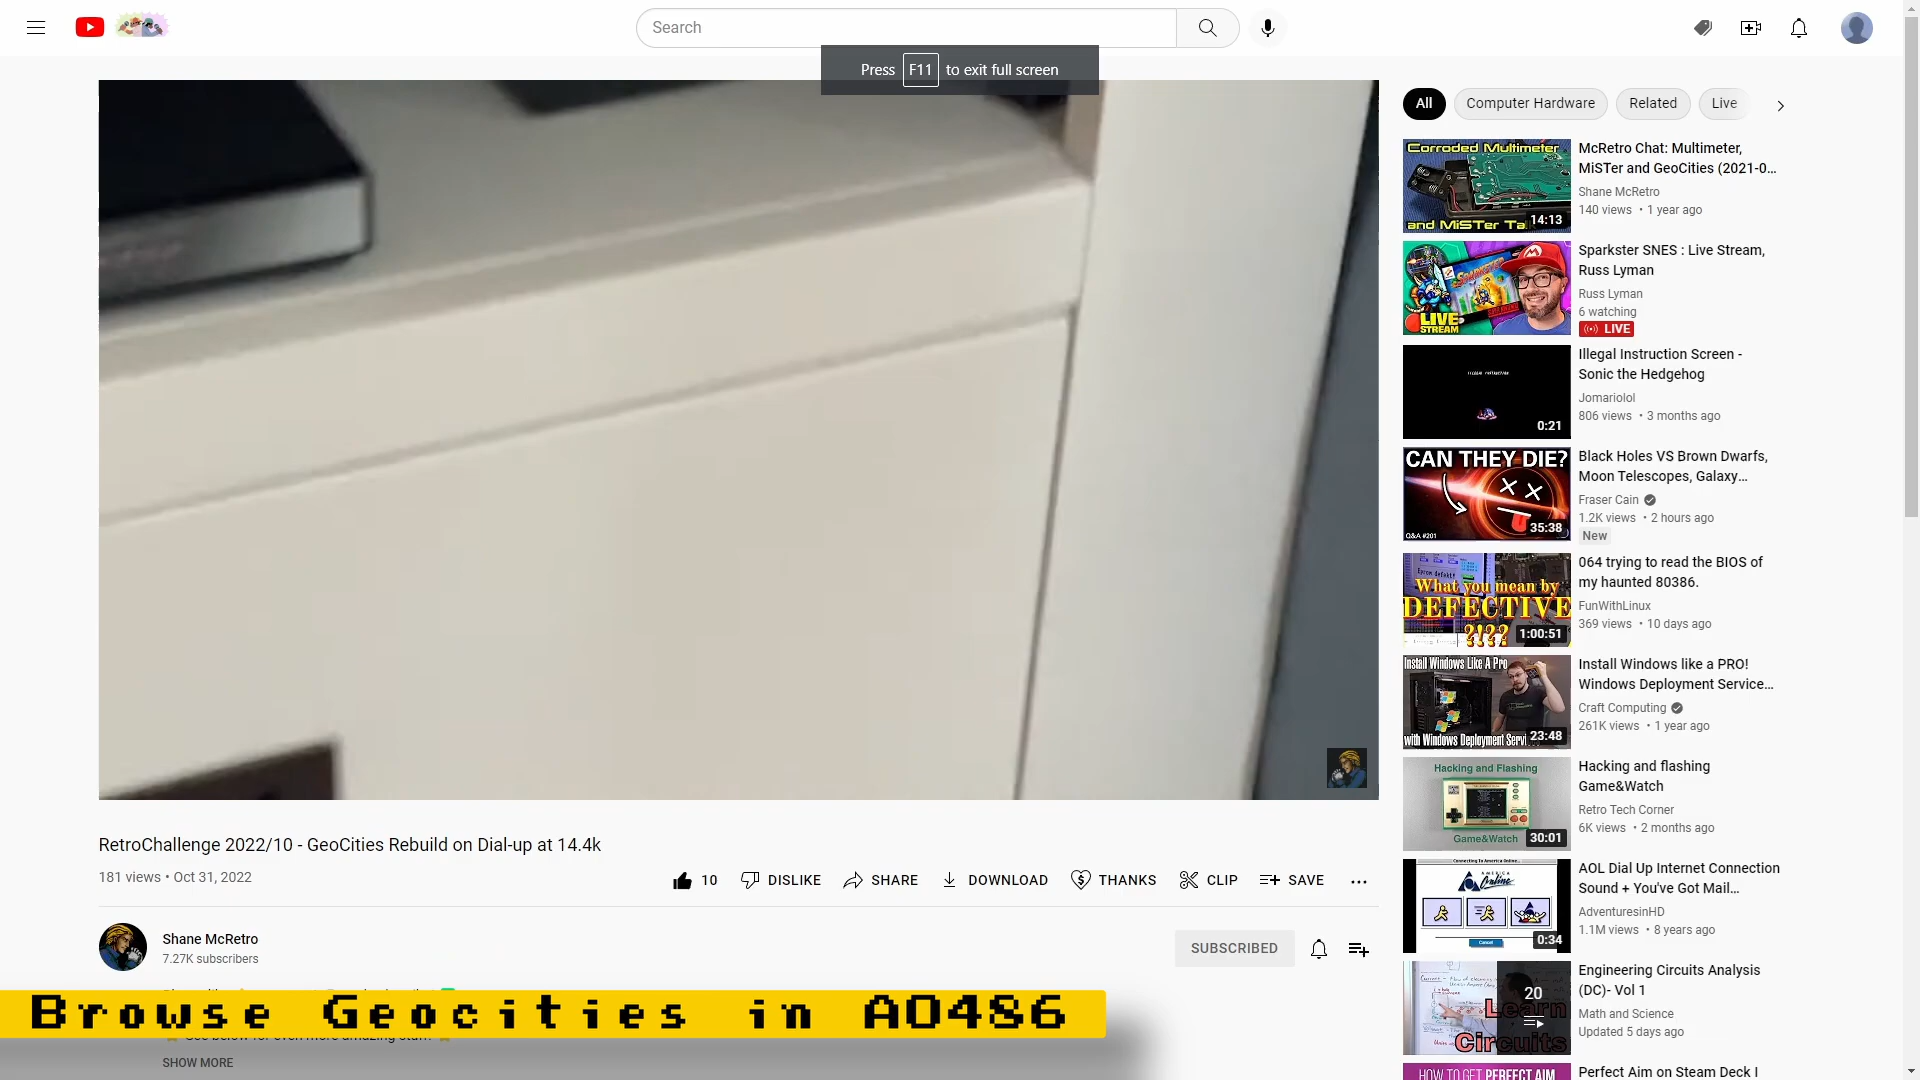 Search
Press F11 to exit full screen
All
Computer Hardware
Related
Live
Corroded Multimeter
and MiSTer Ta
14:13
McRetro Chat: Multimeter,
MiSTer and GeoCities (2021-0...
Shane McRetro
140 views • 1 year ago
LIVE
STREAM
Sparkster SNES : Live Stream,
Russ Lyman
Russ Lyman
6 watching
LIVE
ILLEGAL INSTRUCTION
0:21
Illegal Instruction Screen -
Sonic the Hedgehog
Jomariolol
806 views • 3 months ago
CAN THEY DIE?
Q&A #201
35:38
Black Holes VS Brown Dwarfs,
Moon Telescopes, Galaxy...
Fraser Cain
1.2K views • 2 hours ago
New
What you mean by
DEFECTIVE
?!??
1:00:51
064 trying to read the BIOS of
my haunted 80386.
FunWithLinux
369 views • 10 days ago
Install Windows Like A Pro
with Windows Deployment Servi
23:48
Install Windows like a PRO!
Windows Deployment Service...
Craft Computing
261K views • 1 year ago
Hacking and Flashing
Game&Watch
30:01
Hacking and flashing
Game&Watch
Retro Tech Corner
6K views • 2 months ago
AMERICA
Online
Cancel
0:34
AOL Dial Up Internet Connection
Sound + You've Got Mail...
AdventuresinHD
1.1M views • 8 years ago
Learn
Circuits
20
Engineering Circuits Analysis
(DC)- Vol 1
Math and Science
Updated 5 days ago
HOW TO GET PERFECT AIM
Perfect Aim on Steam Deck I
RetroChallenge 2022/10 - GeoCities Rebuild on Dial-up at 14.4k
181 views • Oct 31, 2022
10
DISLIKE
SHARE
DOWNLOAD
THANKS
CLIP
SAVE
Shane McRetro
7.27K subscribers
SUBSCRIBED
Browse Geocities in AO486
SHOW MORE